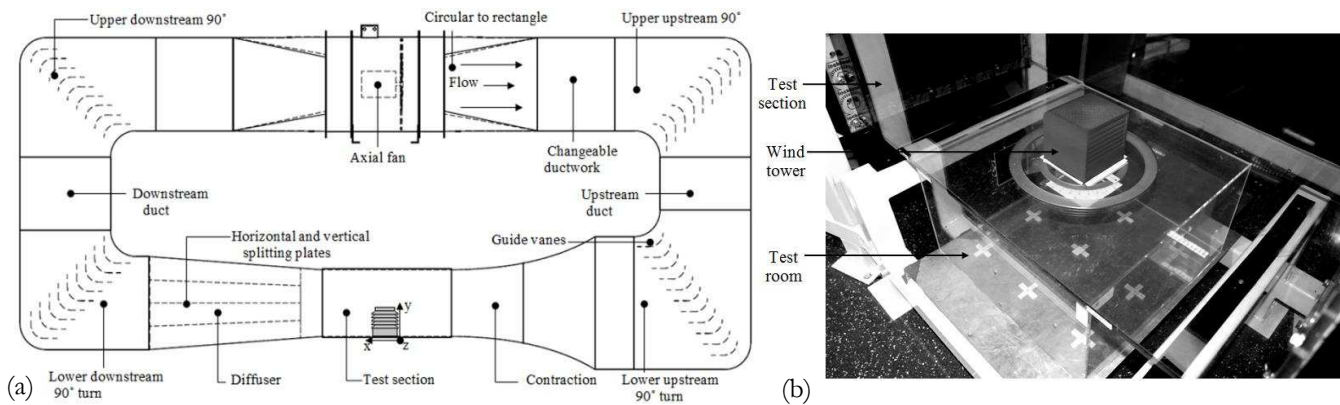 Upper downstream 90˚
Circular to rectangle
Upper upstream 90˚
Flow
Axial fan
Changeable
ductwork
Downstream
duct
Upstream
duct
Horizontal and vertical
splitting plates
Guide vanes
y
x
z
Lower downstream
90˚ turn
Diffuser
Test section
Contraction
Lower upstream
90˚ turn
(a)
Test
section
Wind
tower
Test
room
(b)